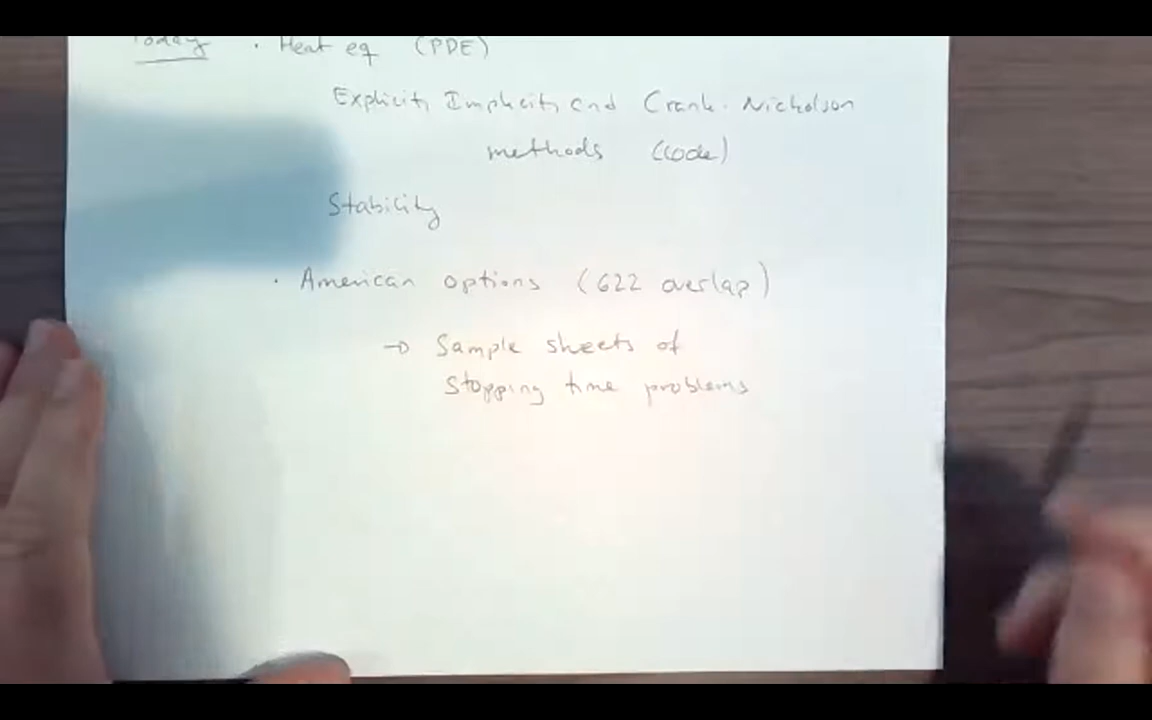 Today · Heat eq (PDE)
Explicit, Implicit, and Crank-Nicholson
methods (code)
Stability
· American options (622 overlap)
→ Sample sheets of
stopping time problems